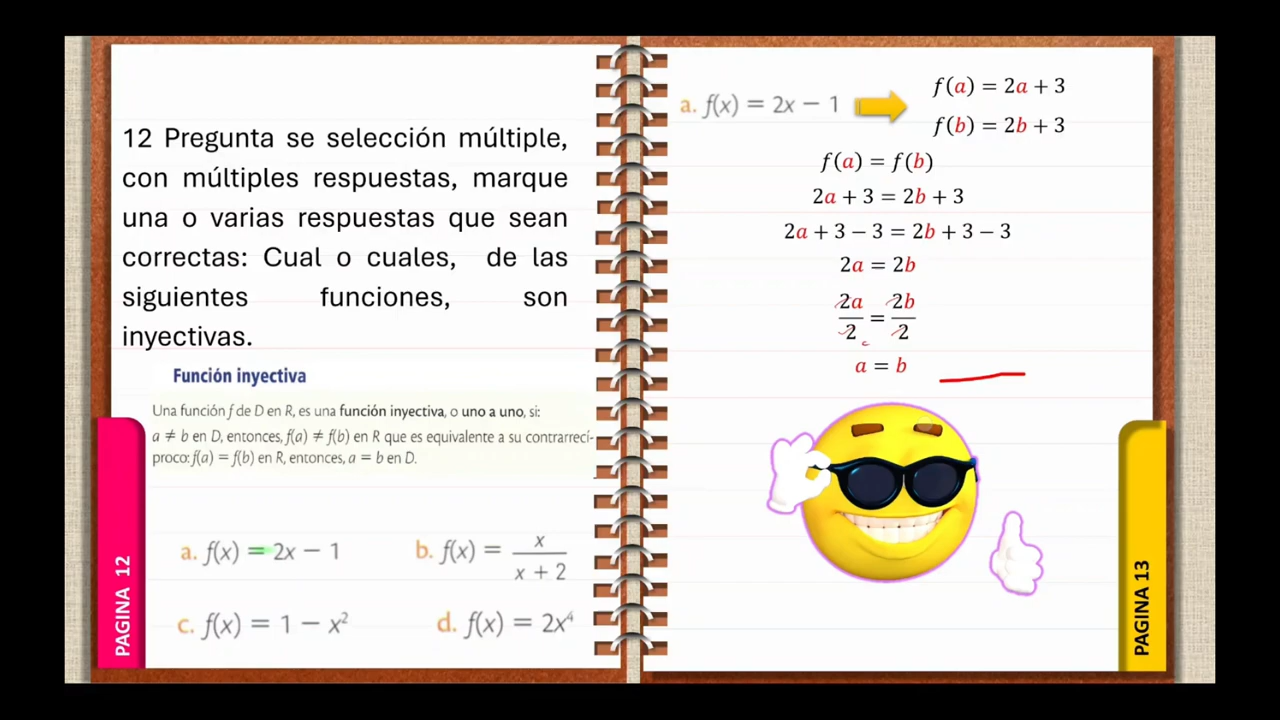 12 Pregunta se selección múltiple,
con múltiples respuestas, marque
una o varias respuestas que sean
correctas: Cual o cuales, de las
siguientes funciones, son
inyectivas.
Función inyectiva
Una función f de D en R, es una función inyectiva, o uno a uno, si:
a ≠ b en D, entonces, f(a) ≠ f(b) en R que es equivalente a su contrarrecí-
proco: f(a) = f(b) en R, entonces, a = b en D.
a. f(x) = 2x − 1
b. f(x) = x / x + 2
c. f(x) = 1 − x²
d. f(x) = 2x⁴
PAGINA 12
a. f(x) = 2x − 1
f(a) = 2a + 3
f(b) = 2b + 3
f(a) = f(b)
2a + 3 = 2b + 3
2a + 3 − 3 = 2b + 3 − 3
2a = 2b
2a / 2 = 2b / 2
a = b
PAGINA 13